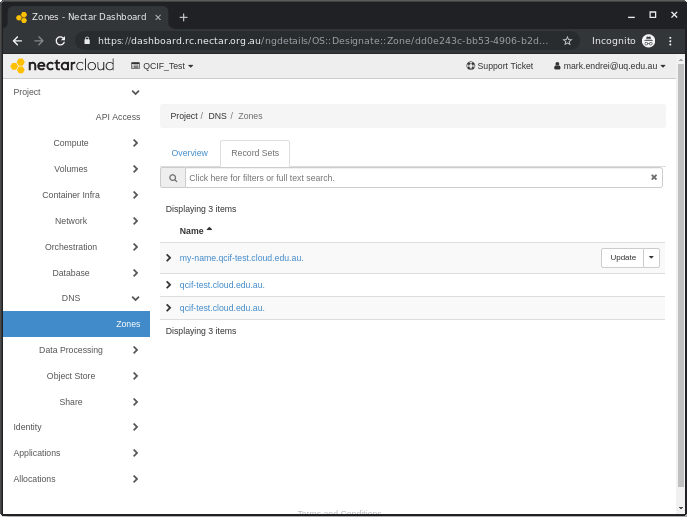 Zones - Nectar Dashboard
https://dashboard.rc.nectar.org.au/ngdetails/OS::Designate::Zone/dd0e243c-bb53-4906-b2d...
Incognito
nectarcloud
QCIF_Test
Support Ticket
mark.endrei@uq.edu.au
Project
API Access
Compute
Volumes
Container Infra
Network
Orchestration
Database
DNS
Zones
Data Processing
Object Store
Share
Identity
Applications
Allocations
Project / DNS / Zones
Overview
Record Sets
Click here for filters or full text search.
Displaying 3 items
Name
my-name.qcif-test.cloud.edu.au.
Update
qcif-test.cloud.edu.au.
qcif-test.cloud.edu.au.
Displaying 3 items
Terms and Conditions